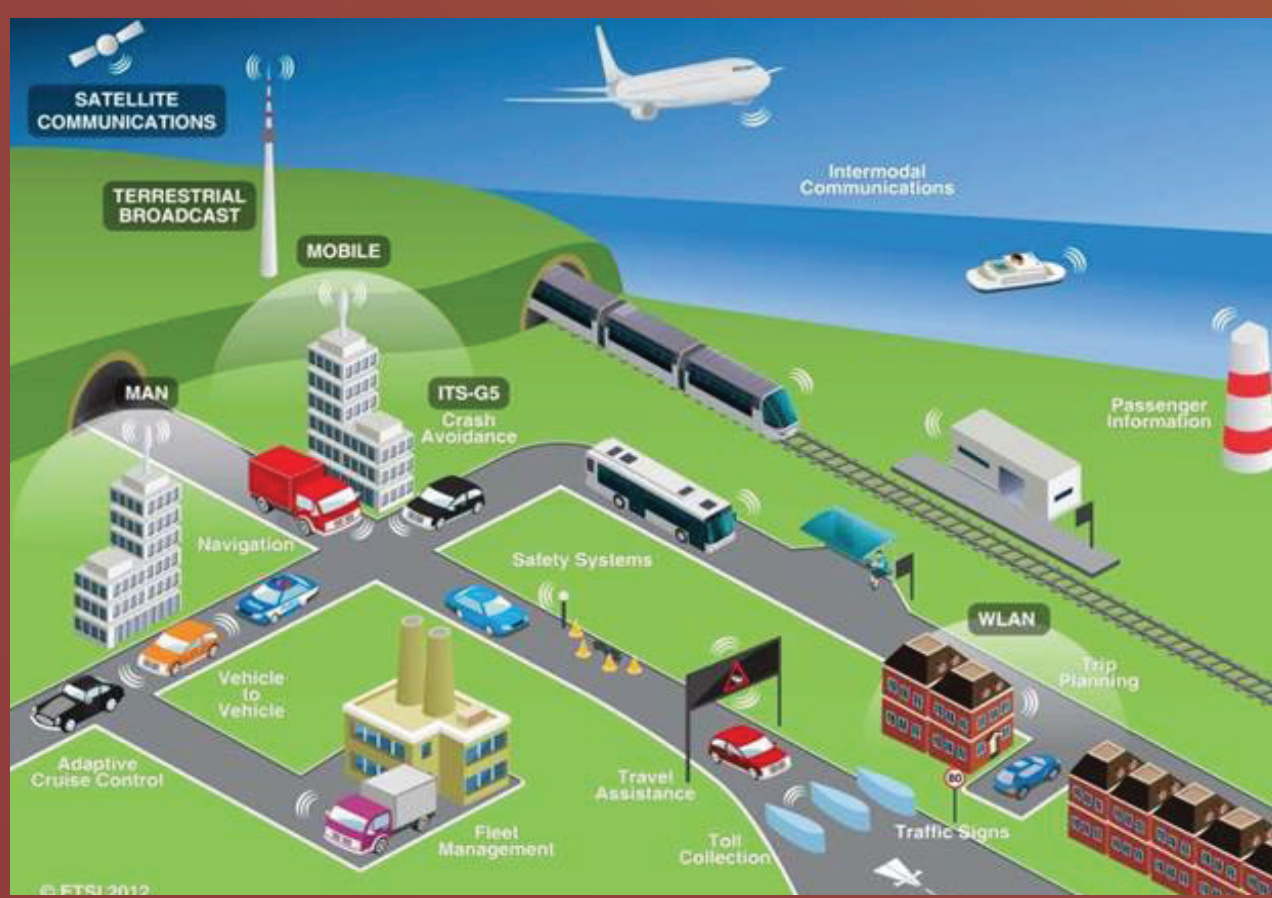 SATELLITE
COMMUNICATIONS
TERRESTRIAL
BROADCAST
Intermodal
Communications
MOBILE
MAN
ITS-G5
Crash
Avoidance
Passenger
Information
Navigation
Safety Systems
WLAN
Trip
Planning
Vehicle
to
Vehicle
Adaptive
Cruise Control
Travel
Assistance
80
Fleet
Management
Toll
Collection
Traffic Signs
© ETSI 2012